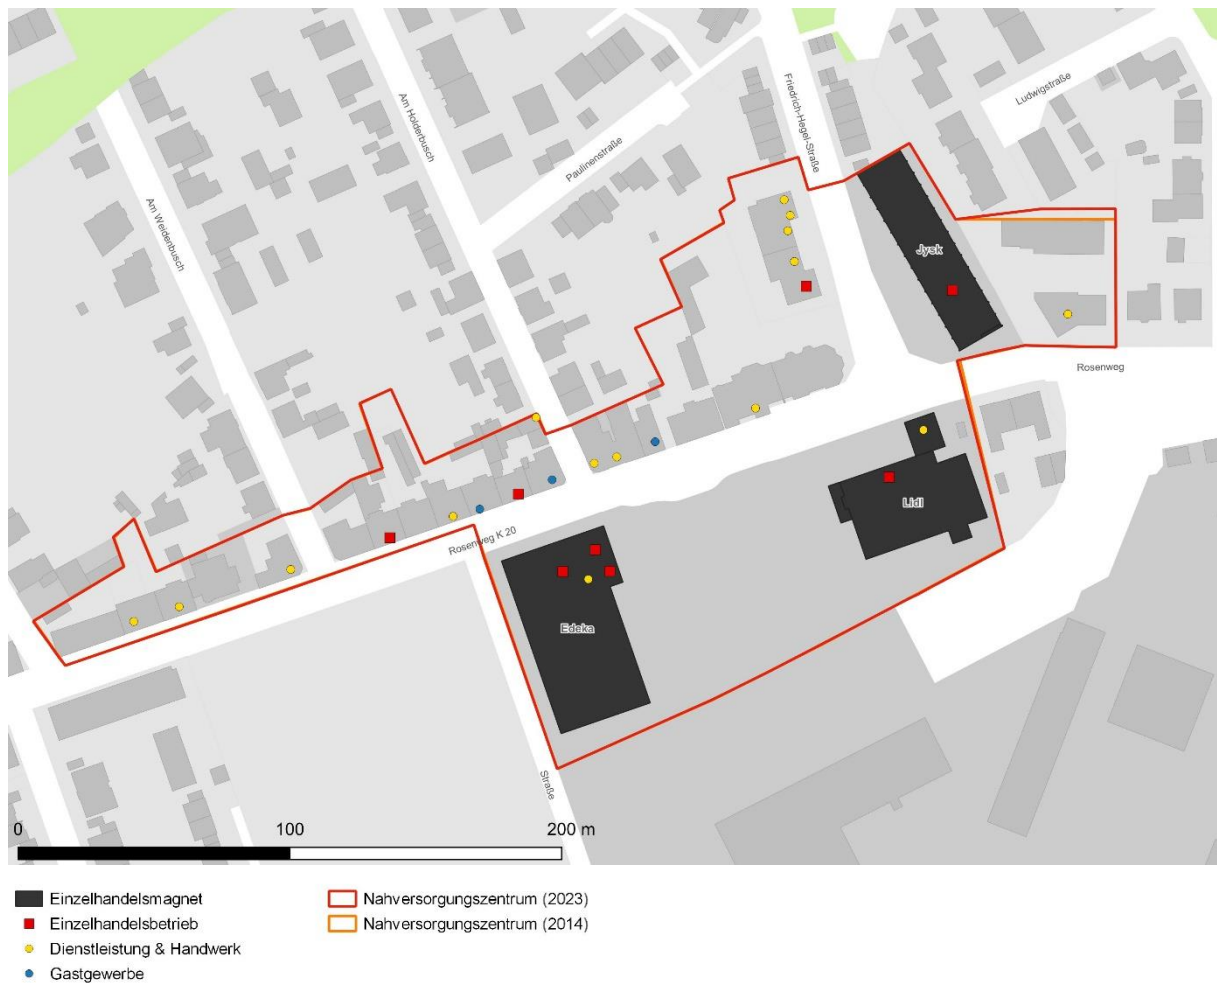 Ludwigstraße
Friedrich-Hegel-Straße
Am Holderbusch
Paulinenstraße
Am Weidenbusch
Jysk
Rosenweg
Lidl
Rosenweg K 20
Edeka
Straße
0 100 200 m
Einzelhandelsmagnet
Einzelhandelsbetrieb
Dienstleistung & Handwerk
Gastgewerbe
Nahversorgungszentrum (2023)
Nahversorgungszentrum (2014)